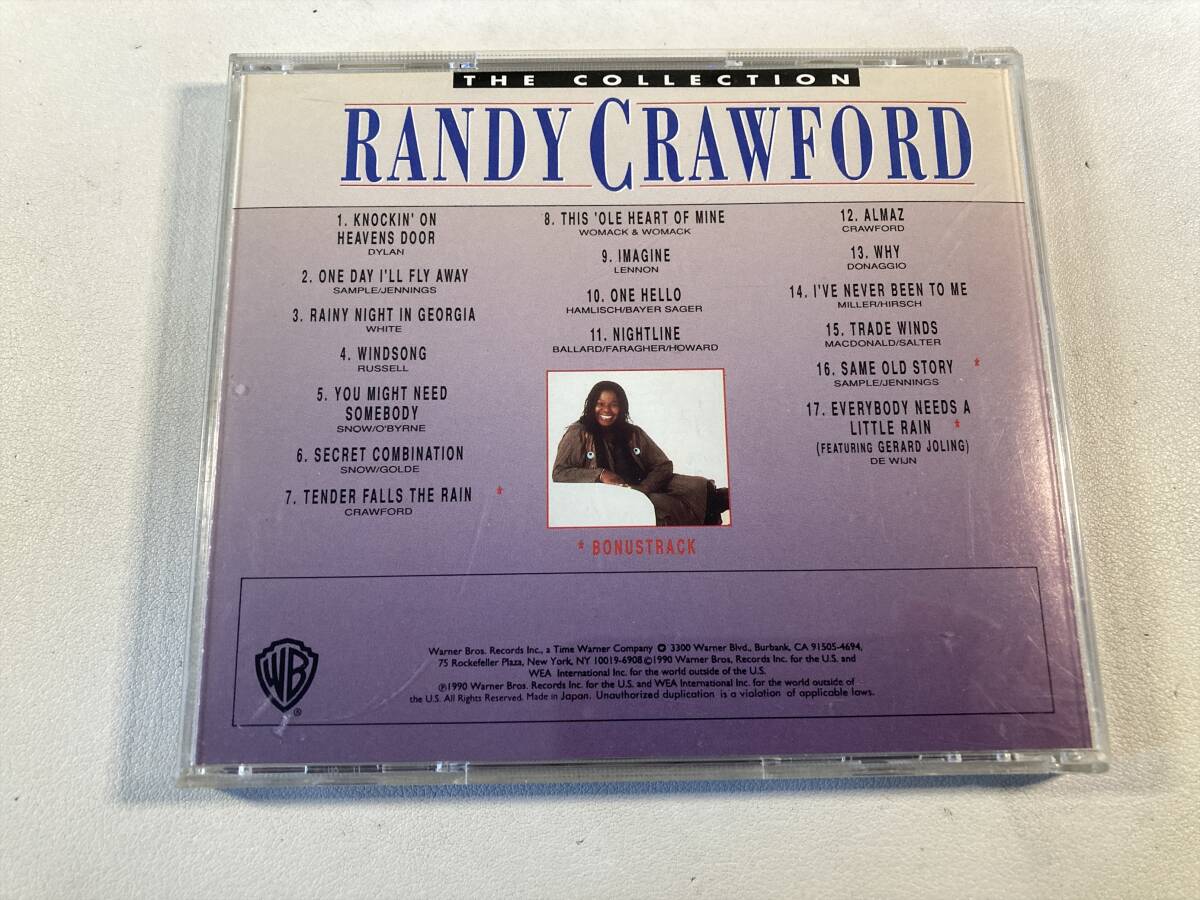 THE COLLECTION
RANDY CRAWFORD
1. KNOCKIN' ON
HEAVENS DOOR
DYLAN
2. ONE DAY I'LL FLY AWAY
SAMPLE/JENNINGS
3. RAINY NIGHT IN GEORGIA
WHITE
4. WINDSONG
RUSSELL
5. YOU MIGHT NEED
SOMEBODY
SNOW/O'BYRNE
6. SECRET COMBINATION
SNOW/GOLDE
7. TENDER FALLS THE RAIN *
CRAWFORD
8. THIS 'OLE HEART OF MINE
WOMACK & WOMACK
9. IMAGINE
LENNON
10. ONE HELLO
HAMLISCH/BAYER SAGER
11. NIGHTLINE
BALLARD/FARAGHER/HOWARD
12. ALMAZ
CRAWFORD
13. WHY
DONAGGIO
14. I'VE NEVER BEEN TO ME
MILLER/HIRSCH
15. TRADE WINDS
MACDONALD/SALTER
16. SAME OLD STORY *
SAMPLE/JENNINGS
17. EVERYBODY NEEDS A
LITTLE RAIN *
(FEATURING GERARD JOLING)
DE WIJN
* BONUSTRACK
WB
®
Warner Bros. Records Inc., a Time Warner Company ✪ 3300 Warner Blvd., Burbank, CA 91505-4694,
75 Rockefeller Plaza, New York, NY 10019-6908 ©1990 Warner Bros, Records Inc. for the U.S. and
WEA International Inc. for the world outside of the U.S.
℗1990 Warner Bros. Records Inc. for the U.S. and WEA International Inc. for the world outside of
the U.S. All Rights Reserved. Made in Japan. Unauthorized duplication is a violation of applicable laws.